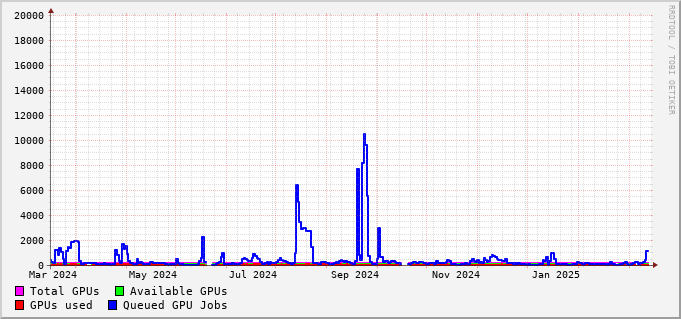 20000
18000
16000
14000
12000
10000
8000
6000
4000
2000
0
Mar 2024 May 2024 Jul 2024 Sep 2024 Nov 2024 Jan 2025
Total GPUs Available GPUs
GPUs used Queued GPU Jobs
RRDTOOL / TOBI OETIKER